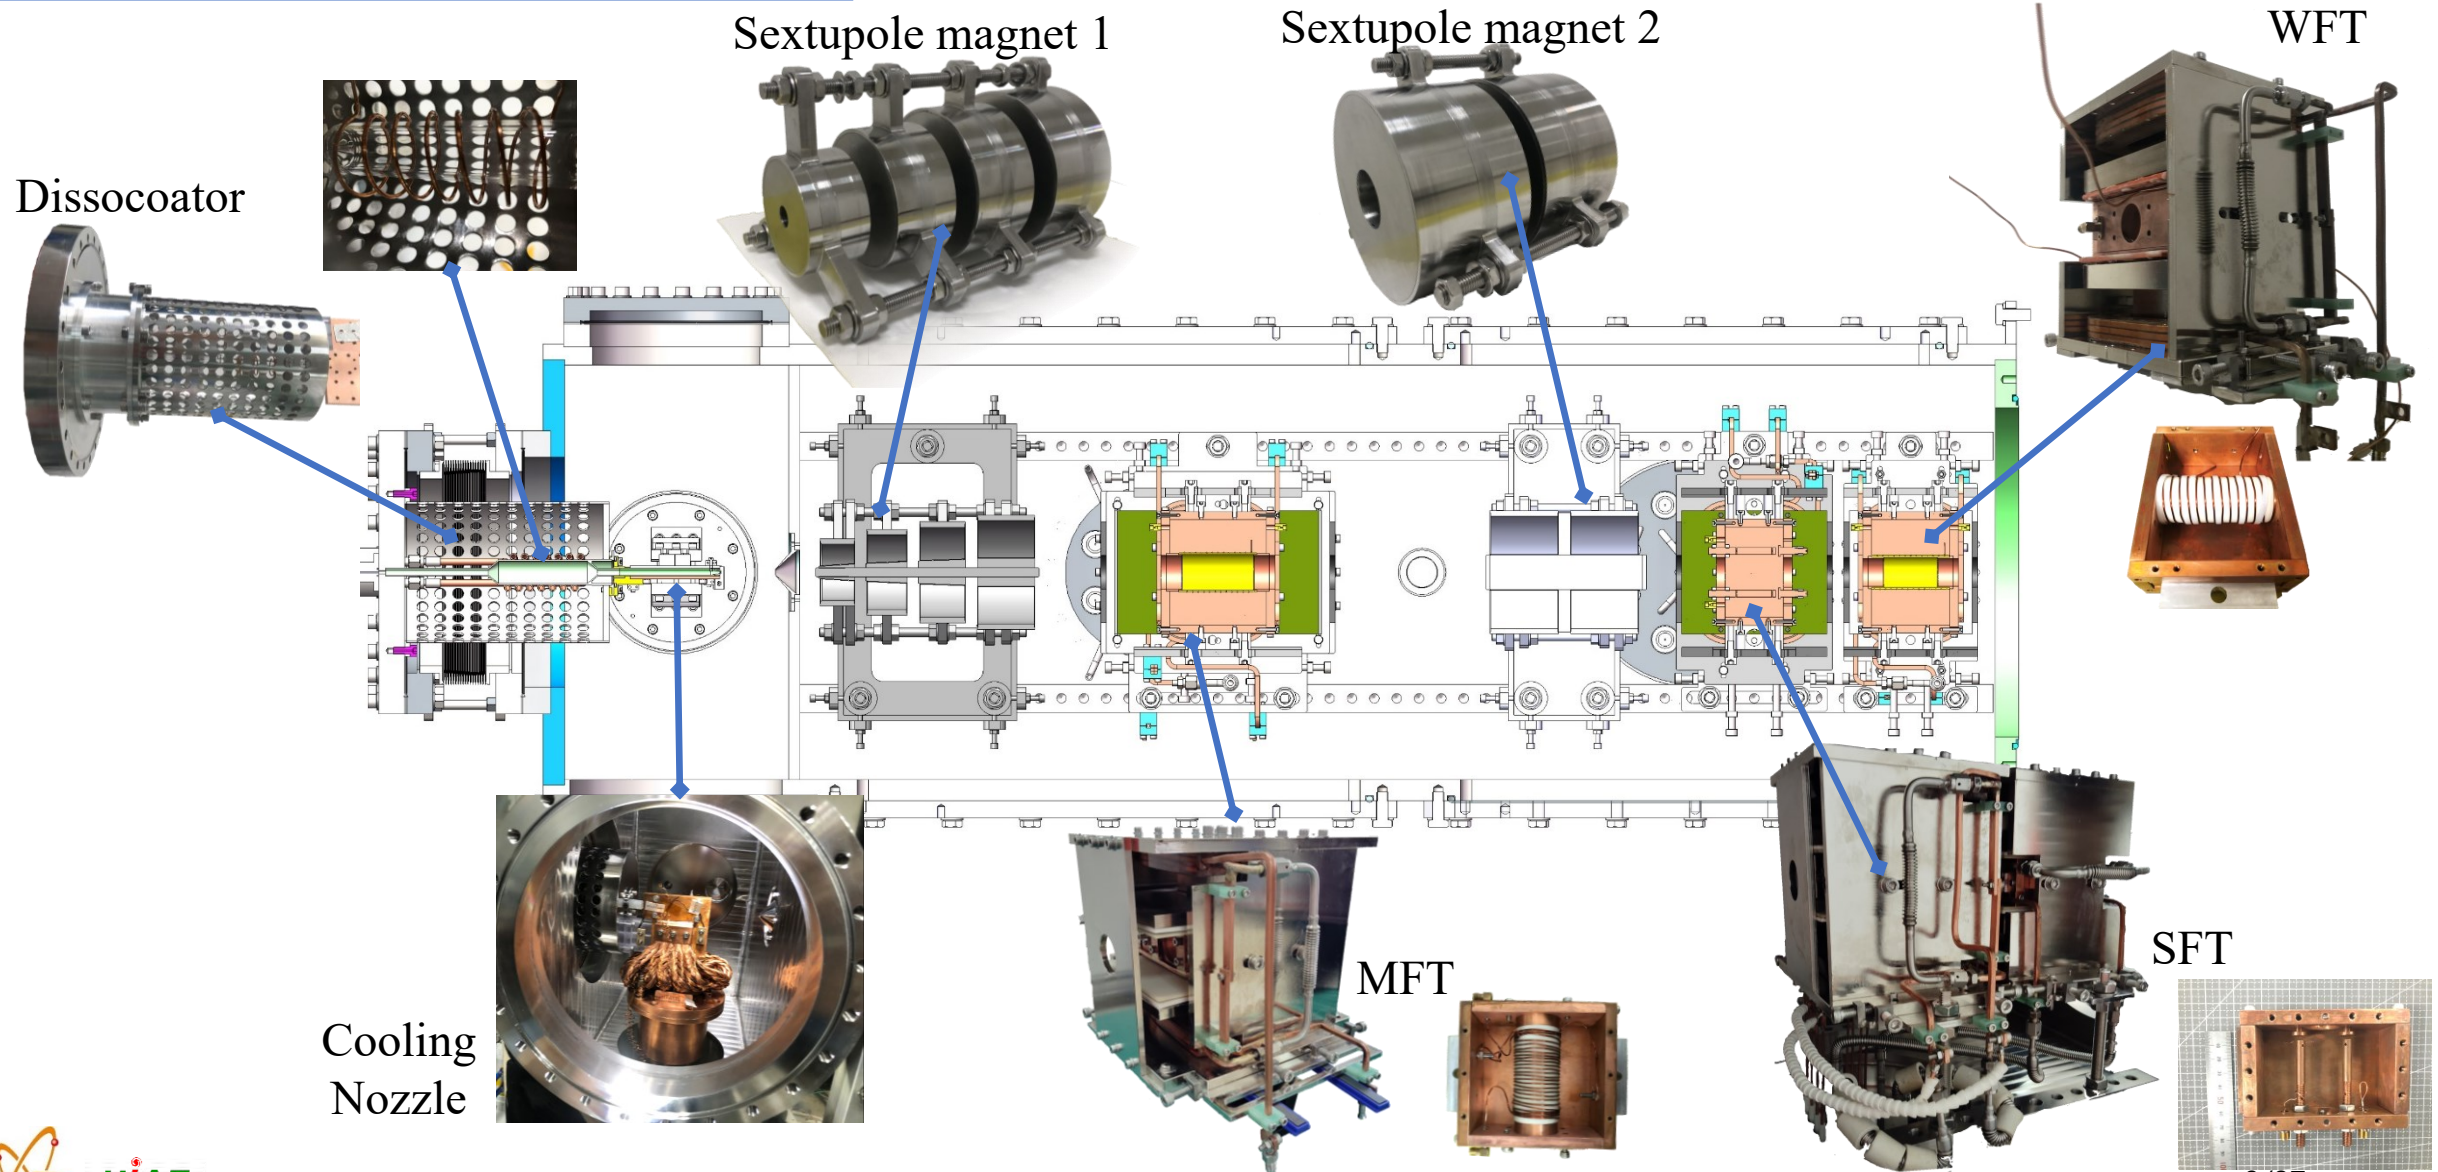 Sextupole magnet 1
Sextupole magnet 2
WFT
Dissocoator
MFT
SFT
Cooling
Nozzle